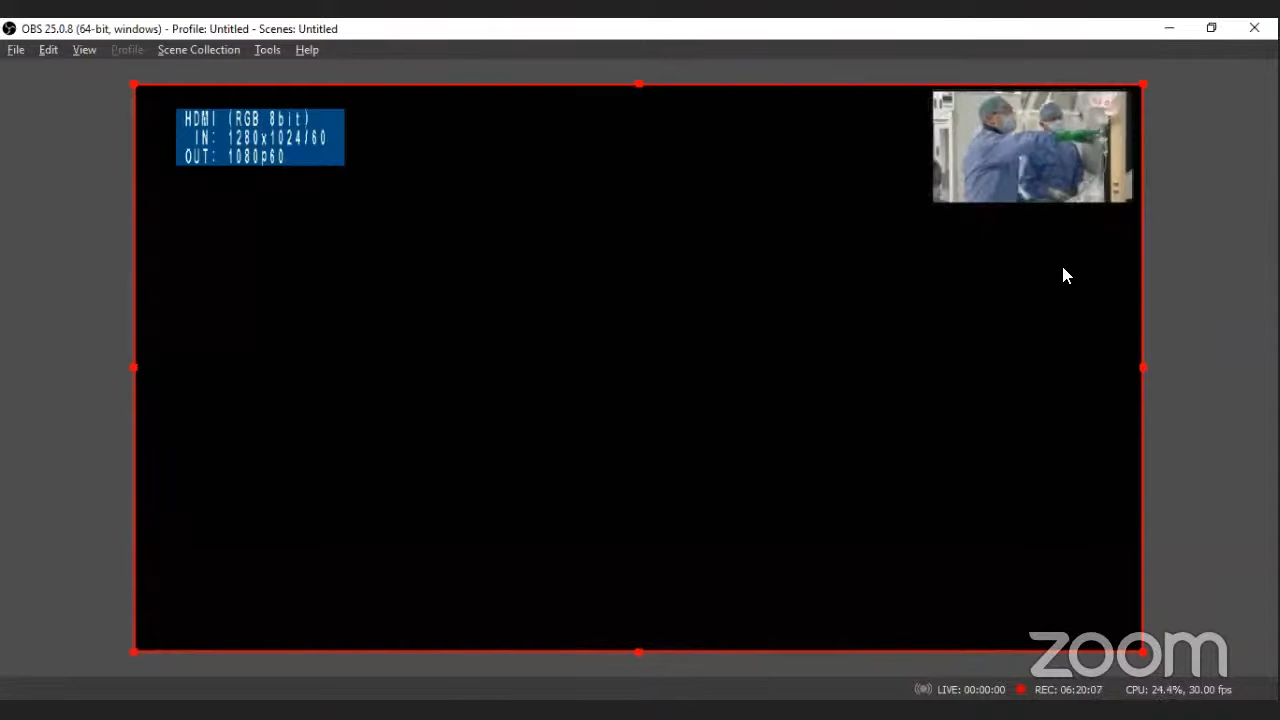 OBS 25.0.8 (64-bit, windows) - Profile: Untitled - Scenes: Untitled
File Edit View Profile Scene Collection Tools Help
HDMI (RGB 8bit)
IN: 1280x1024/60
OUT: 1080p60
zoom
LIVE: 00:00:00 REC: 06:20:07 CPU: 24.4%, 30.00 fps